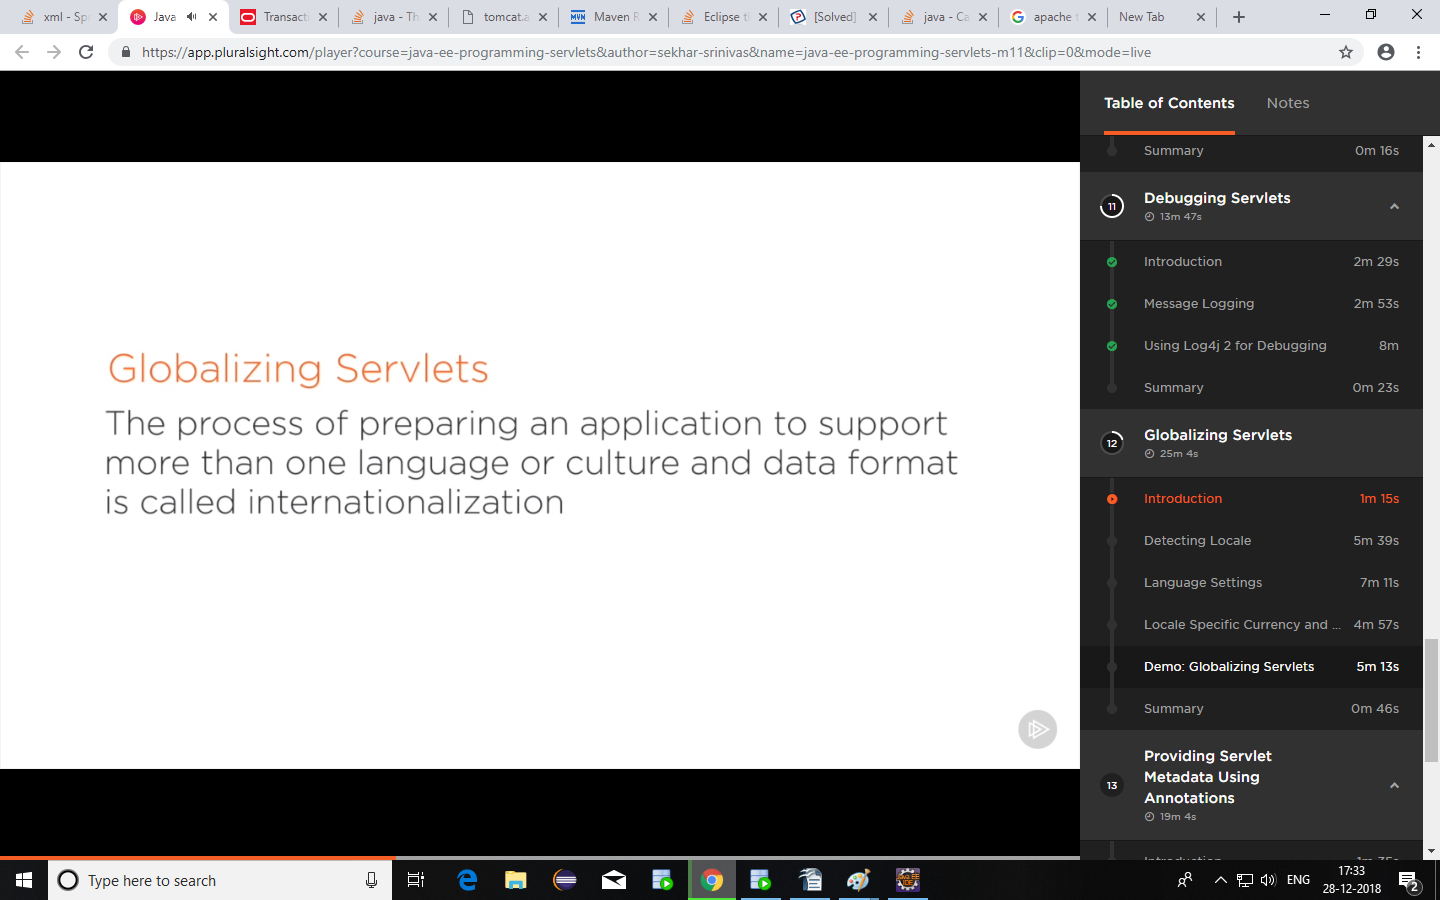 xml - Spr
Java
Transacti
java - Th
tomcat.a
MVN
Maven R
Eclipse t
[Solved]
java - Ca
apache t
New Tab
https://app.pluralsight.com/player?course=java-ee-programming-servlets&author=sekhar-srinivas&name=java-ee-programming-servlets-m11&clip=0&mode=live
Globalizing Servlets
The process of preparing an application to support
more than one language or culture and data format
is called internationalization
Table of Contents
Notes
Summary 0m 16s
11
Debugging Servlets
13m 47s
Introduction 2m 29s
Message Logging 2m 53s
Using Log4j 2 for Debugging 8m
Summary 0m 23s
12
Globalizing Servlets
25m 4s
Introduction 1m 15s
Detecting Locale 5m 39s
Language Settings 7m 11s
Locale Specific Currency and ... 4m 57s
Demo: Globalizing Servlets 5m 13s
Summary 0m 46s
13
Providing Servlet
Metadata Using
Annotations
19m 4s
Type here to search
ENG
17:33
28-12-2018
2